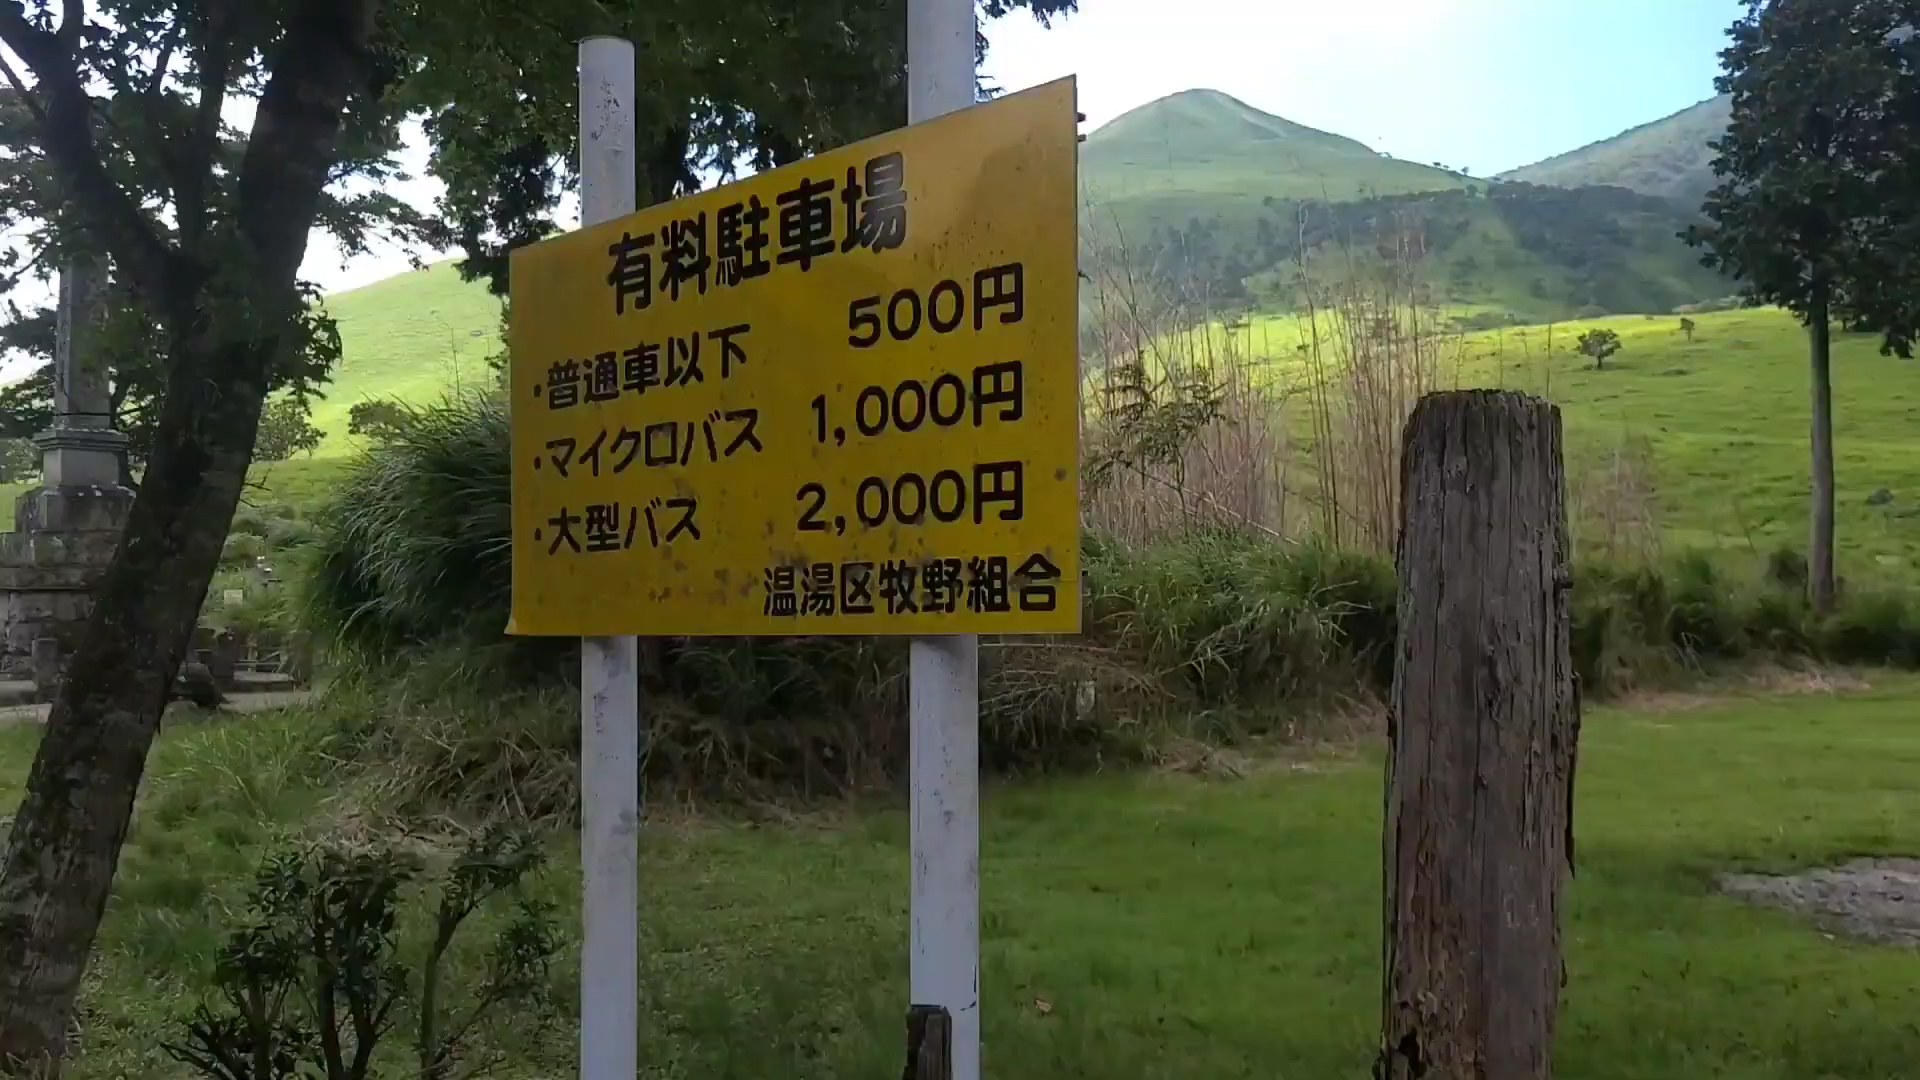 有料駐車場
・普通車以下 500円
・マイクロバス 1,000円
・大型バス 2,000円
温湯区牧野組合